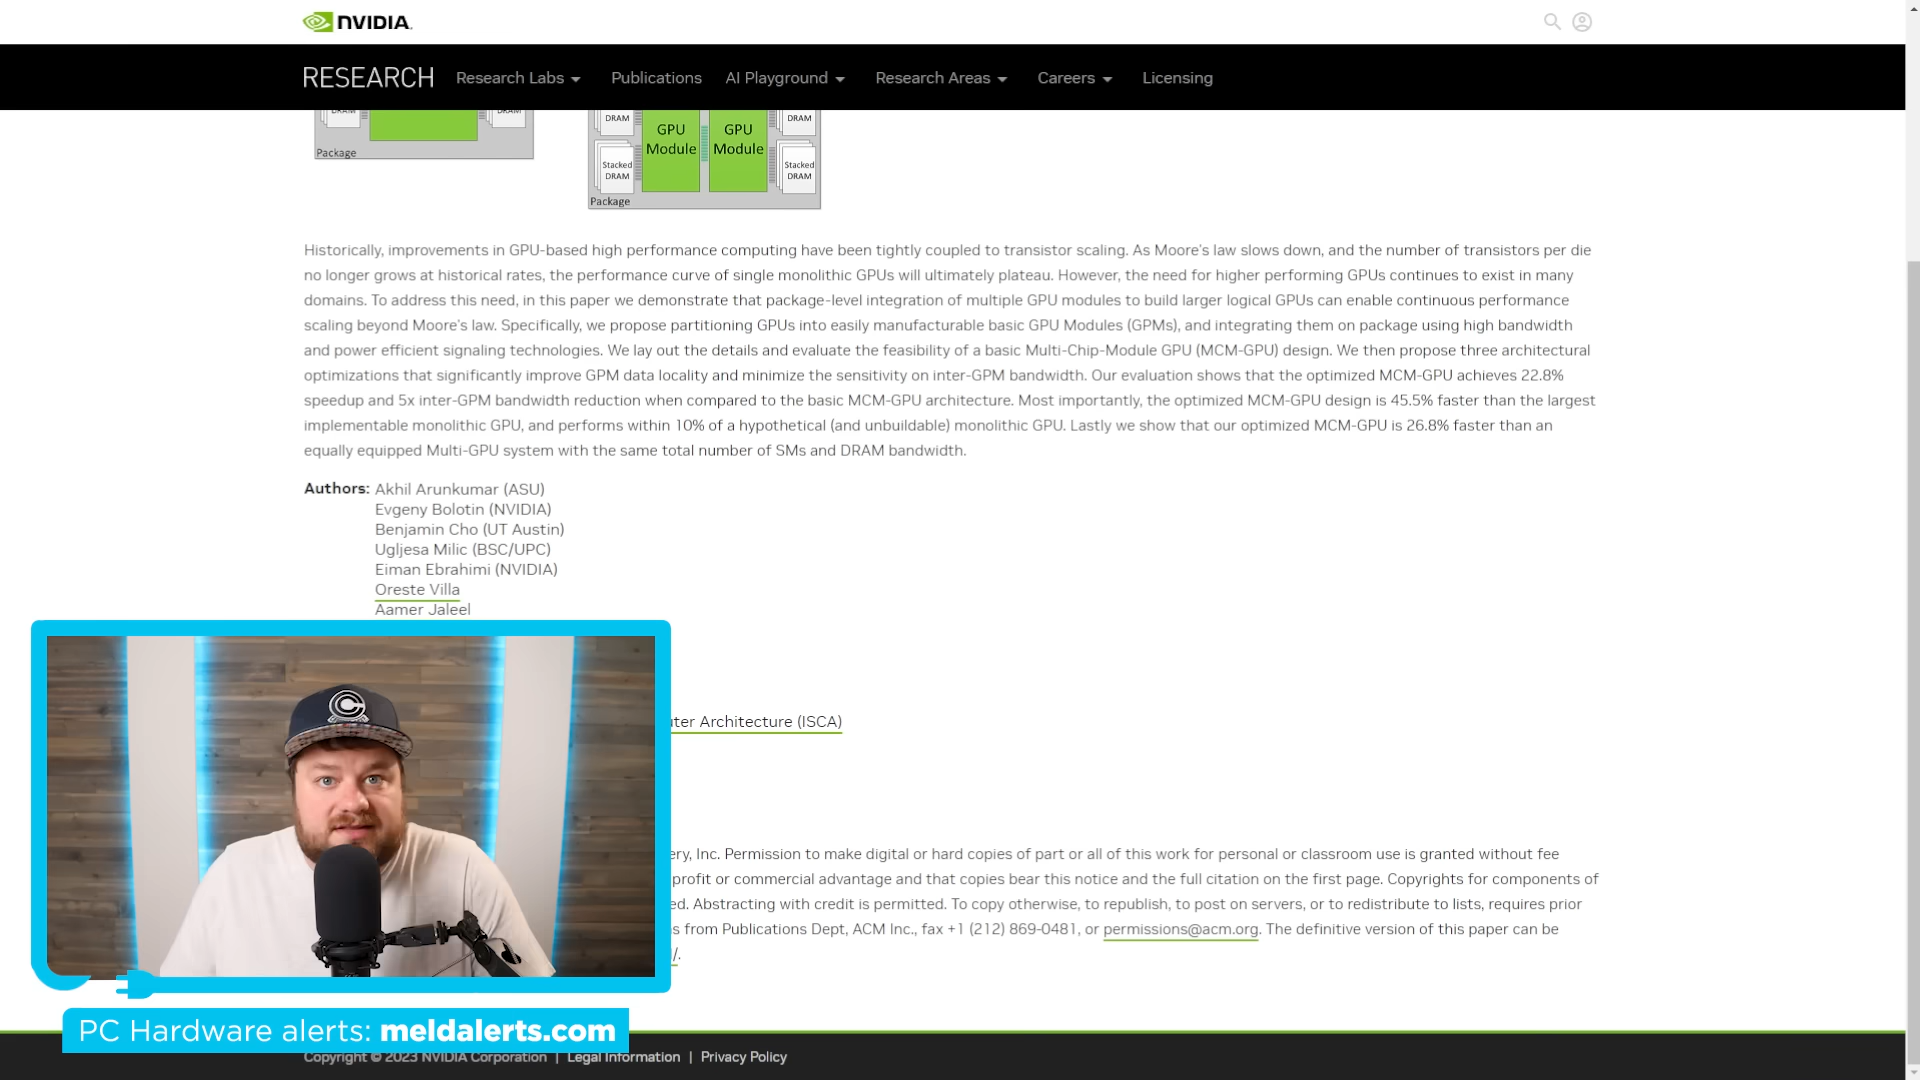 NVIDIA.
RESEARCH Research Labs Publications AI Playground Research Areas Careers Licensing
DRAM DRAM
Package
DRAM GPU Module GPU Module DRAM
Stacked DRAM Stacked DRAM
Package
Historically, improvements in GPU-based high performance computing have been tightly coupled to transistor scaling. As Moore's law slows down, and the number of transistors per die
no longer grows at historical rates, the performance curve of single monolithic GPUs will ultimately plateau. However, the need for higher performing GPUs continues to exist in many
domains. To address this need, in this paper we demonstrate that package-level integration of multiple GPU modules to build larger logical GPUs can enable continuous performance
scaling beyond Moore's law. Specifically, we propose partitioning GPUs into easily manufacturable basic GPU Modules (GPMs), and integrating them on package using high bandwidth
and power efficient signaling technologies. We lay out the details and evaluate the feasibility of a basic Multi-Chip-Module GPU (MCM-GPU) design. We then propose three architectural
optimizations that significantly improve GPM data locality and minimize the sensitivity on inter-GPM bandwidth. Our evaluation shows that the optimized MCM-GPU achieves 22.8%
speedup and 5x inter-GPM bandwidth reduction when compared to the basic MCM-GPU architecture. Most importantly, the optimized MCM-GPU design is 45.5% faster than the largest
implementable monolithic GPU, and performs within 10% of a hypothetical (and unbuildable) monolithic GPU. Lastly we show that our optimized MCM-GPU is 26.8% faster than an
equally equipped Multi-GPU system with the same total number of SMs and DRAM bandwidth.
Authors: Akhil Arunkumar (ASU)
Evgeny Bolotin (NVIDIA)
Benjamin Cho (UT Austin)
Ugljesa Milic (BSC/UPC)
Eiman Ebrahimi (NVIDIA)
Oreste Villa
Aamer Jaleel
uter Architecture (ISCA)
ery, Inc. Permission to make digital or hard copies of part or all of this work for personal or classroom use is granted without fee
profit or commercial advantage and that copies bear this notice and the full citation on the first page. Copyrights for components of
ed. Abstracting with credit is permitted. To copy otherwise, to republish, to post on servers, or to redistribute to lists, requires prior
s from Publications Dept, ACM Inc., fax +1 (212) 869-0481, or permissions@acm.org. The definitive version of this paper can be
/.
PC Hardware alerts: meldalerts.com
Copyright © 2023 NVIDIA Corporation | Legal Information | Privacy Policy